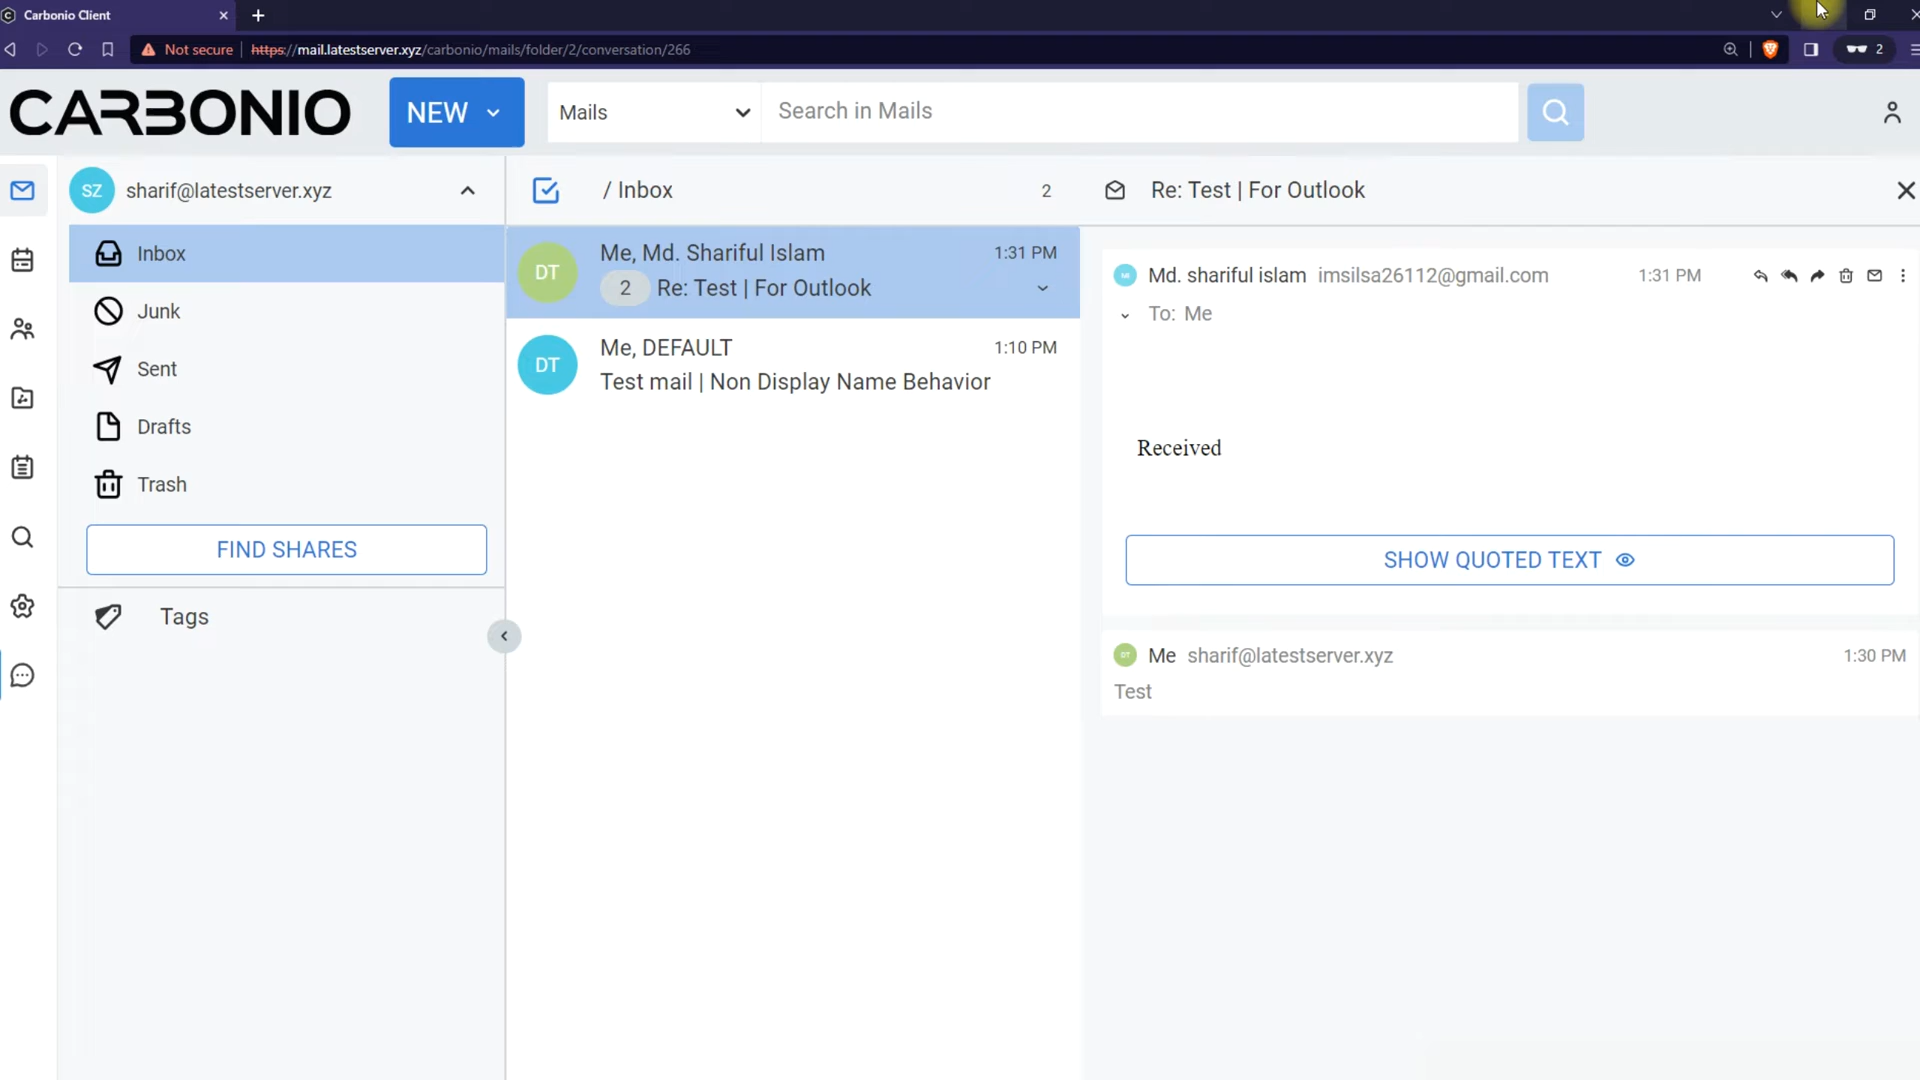 Carbonio Client
Not secure https://mail.latestserver.xyz/carbonio/mails/folder/2/conversation/266
2
CARBONIO
NEW
Mails
Search in Mails
SZ sharif@latestserver.xyz
Inbox
Junk
Sent
Drafts
Trash
FIND SHARES
Tags
/ Inbox 2
DT
Me, Md. Shariful Islam 1:31 PM
2 Re: Test | For Outlook
DT
Me, DEFAULT 1:10 PM
Test mail | Non Display Name Behavior
Re: Test | For Outlook
Md. shariful islam imsilsa26112@gmail.com 1:31 PM
To: Me
Received
SHOW QUOTED TEXT
DT Me sharif@latestserver.xyz 1:30 PM
Test